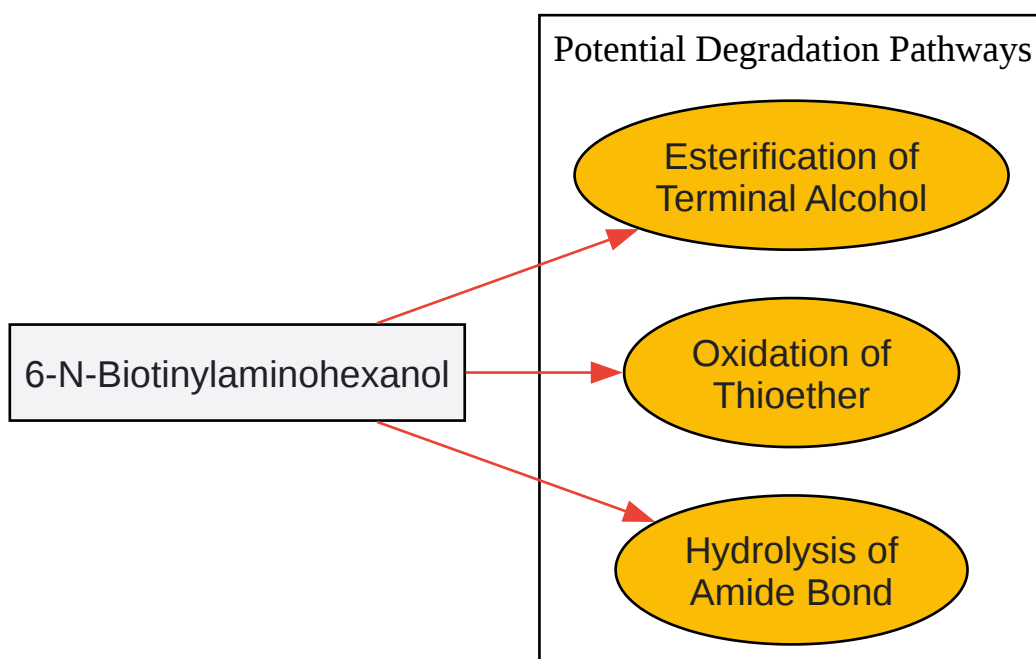 Potential Degradation Pathways
Esterification of
Terminal Alcohol
6-N-Biotinylaminohexanol
Oxidation of
Thioether
Hydrolysis of
Amide Bond